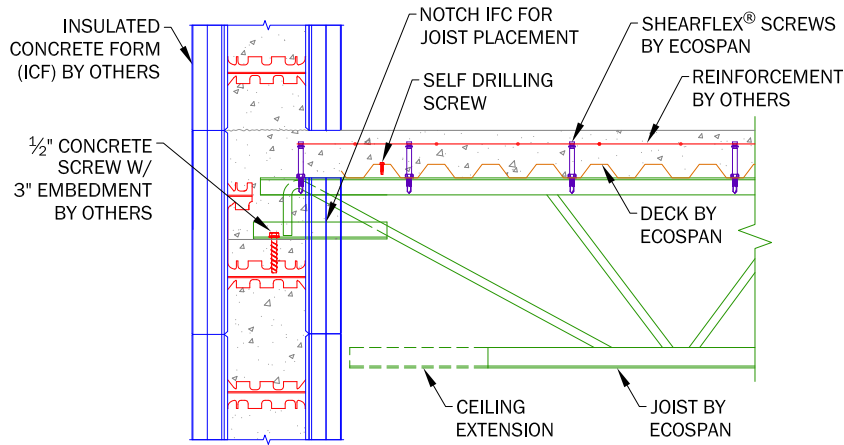 INSULATED
CONCRETE FORM
(ICF) BY OTHERS
NOTCH IFC FOR
JOIST PLACEMENT
SHEARFLEX® SCREWS
BY ECOSPAN
SELF DRILLING
SCREW
REINFORCEMENT
BY OTHERS
½" CONCRETE
SCREW W/
3" EMBEDMENT
BY OTHERS
DECK BY
ECOSPAN
CEILING
EXTENSION
JOIST BY
ECOSPAN